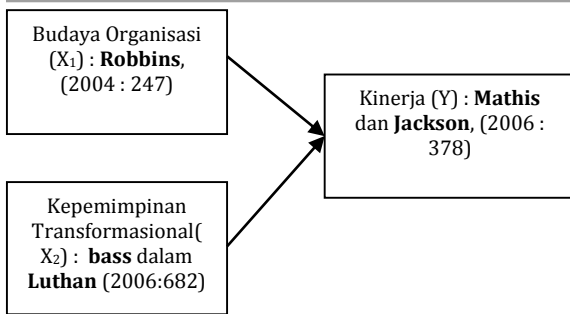 Budaya Organisasi
(X₁) : Robbins,
(2004 : 247)
Kinerja (Y) : Mathis
dan Jackson, (2006 :
378)
Kepemimpinan
Transformasional(
X₂) : bass dalam
Luthan (2006:682)